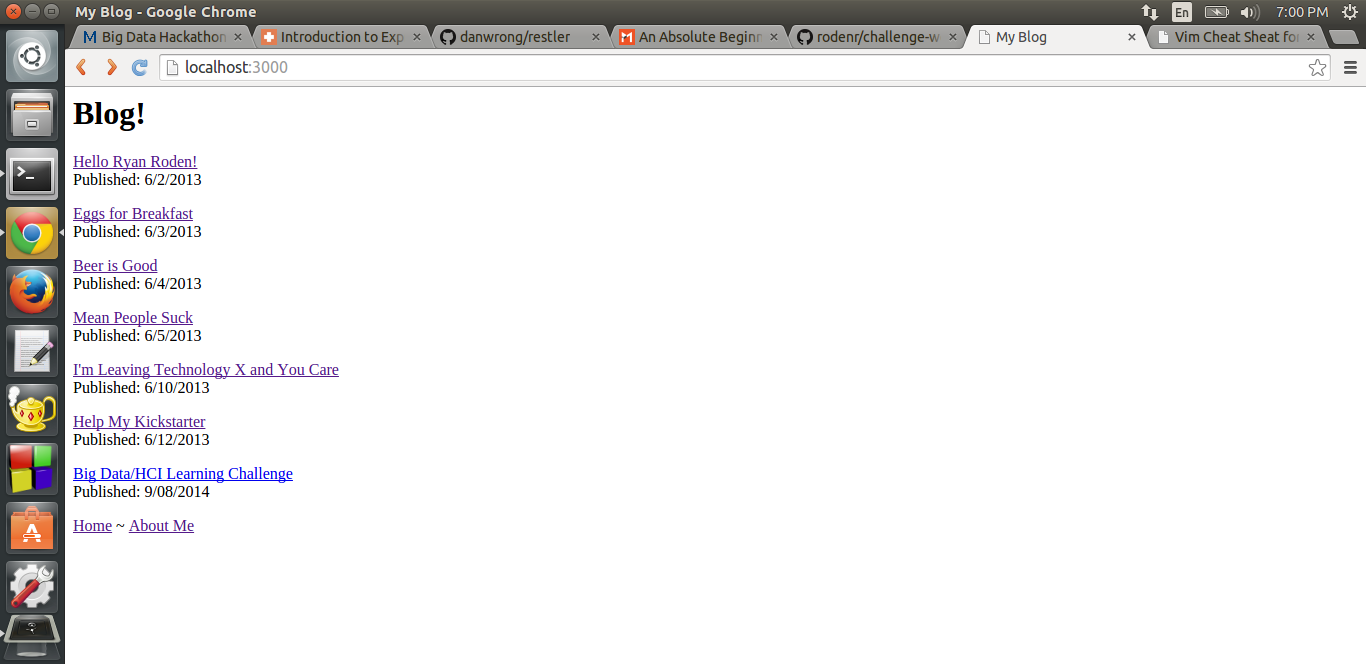 My Blog - Google Chrome
En
7:00 PM
Big Data Hackathon
Introduction to Exp
danwrong/restler
An Absolute Beginn
rodenr/challenge-w
My Blog
Vim Cheat Sheat for
localhost:3000
Blog!
Hello Ryan Roden!
Published: 6/2/2013
Eggs for Breakfast
Published: 6/3/2013
Beer is Good
Published: 6/4/2013
Mean People Suck
Published: 6/5/2013
I'm Leaving Technology X and You Care
Published: 6/10/2013
Help My Kickstarter
Published: 6/12/2013
Big Data/HCI Learning Challenge
Published: 9/08/2014
Home ~ About Me